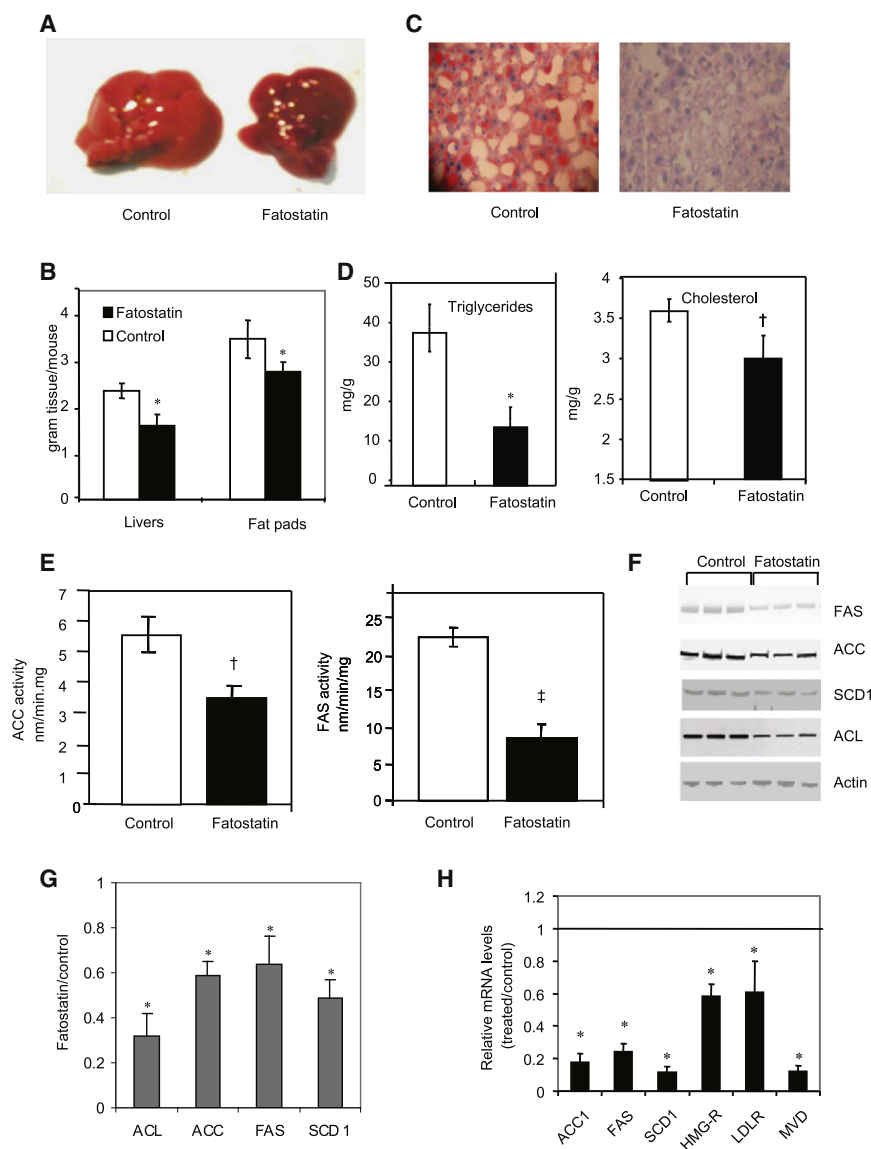 A
Control
Fatostatin
C
Control
Fatostatin
B
gram tissue/mouse
4
3
2
1
0
Fatostatin
Control
*
*
Livers
Fat pads
D
mg/g
50
40
30
20
10
0
Triglycerides
*
Control
Fatostatin
mg/g
4
3.5
3
2.5
2
1.5
Cholesterol
†
Control
Fatostatin
E
ACC activity
nm/min.mg
7
6
5
4
3
2
1
0
†
Control
Fatostatin
FAS activity
nm/min/mg
25
20
15
10
5
0
‡
Control
Fatostatin
F
Control Fatostatin
FAS
ACC
SCD1
ACL
Actin
G
Fatostatin/control
1
0.8
0.6
0.4
0.2
0
*
*
*
*
ACL
ACC
FAS
SCD 1
H
Relative mRNA levels
(treated/control)
1.2
1
0.8
0.6
0.4
0.2
0
*
*
*
*
*
*
ACC1
FAS
SCD1
HMG-R
LDLR
MVD